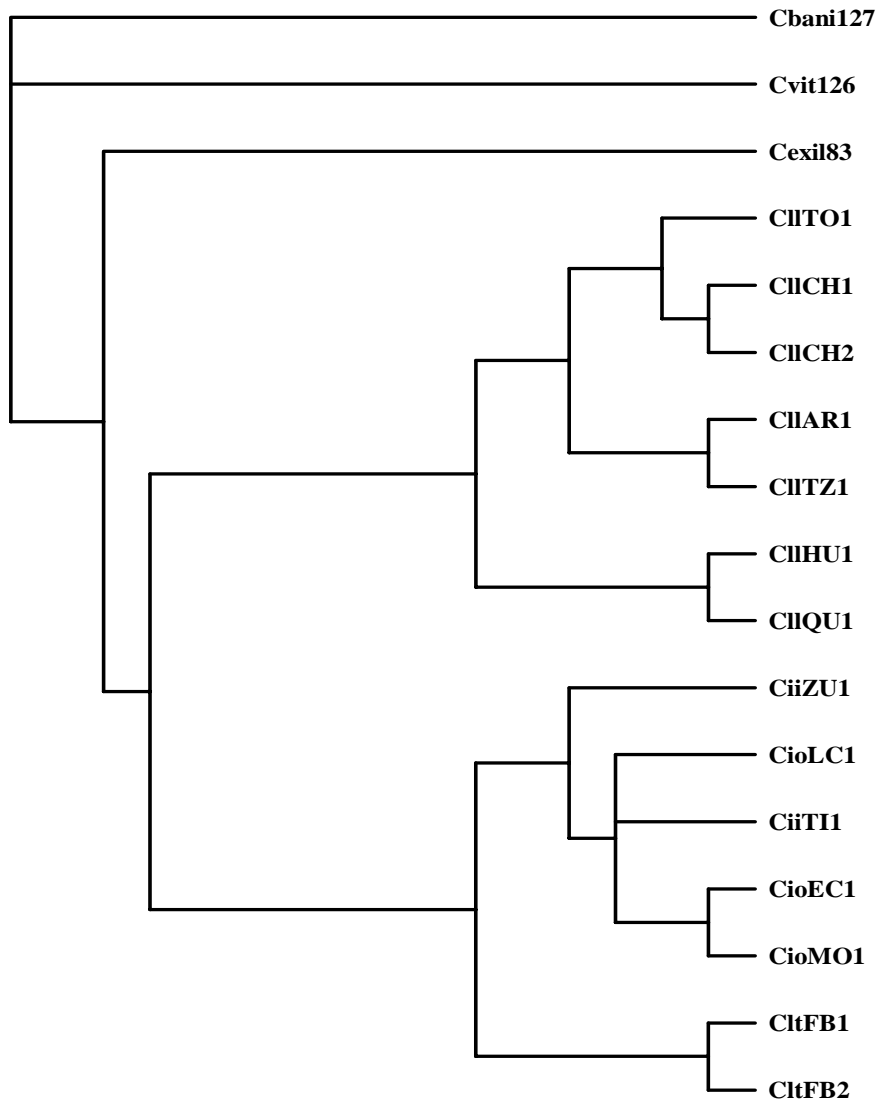 Cbani127
Cvit126
Cexil83
CllTO1
CllCH1
CllCH2
CllAR1
CllTZ1
CllHU1
CllQU1
CiiZU1
CioLC1
CiiTI1
CioEC1
CioMO1
CltFB1
CltFB2